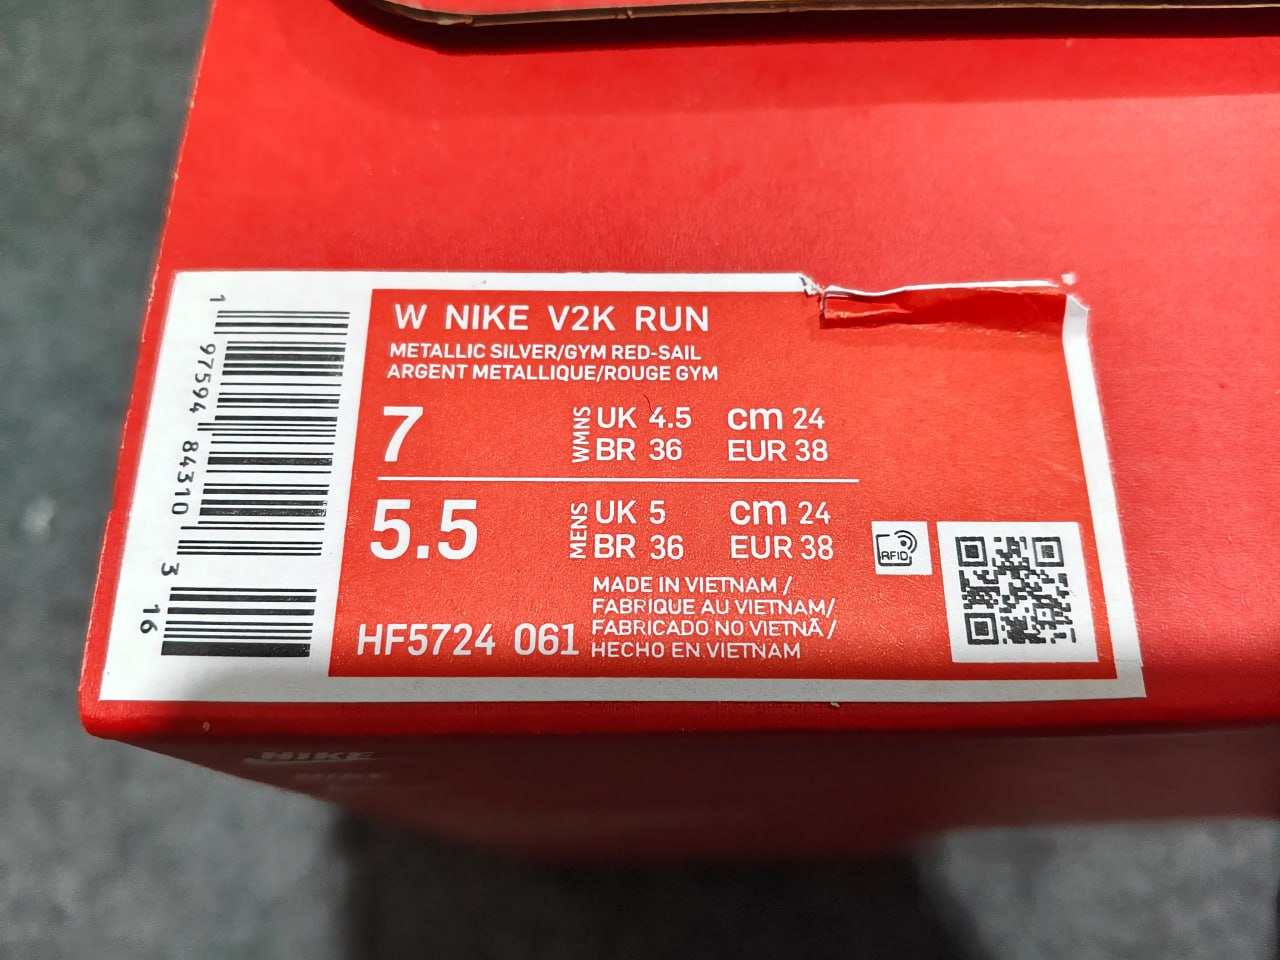 1 97594 84310 3 16
W NIKE V2K RUN
METALLIC SILVER/GYM RED-SAIL
ARGENT METALLIQUE/ROUGE GYM
7
WMNS
UK 4.5 cm 24
BR 36 EUR 38
5.5
MENS
UK 5 cm 24
BR 36 EUR 38
MADE IN VIETNAM /
FABRIQUE AU VIETNAM/
FABRICADO NO VIETNÃ /
HECHO EN VIETNAM
HF5724 061
RFID
NIKE
NIKE